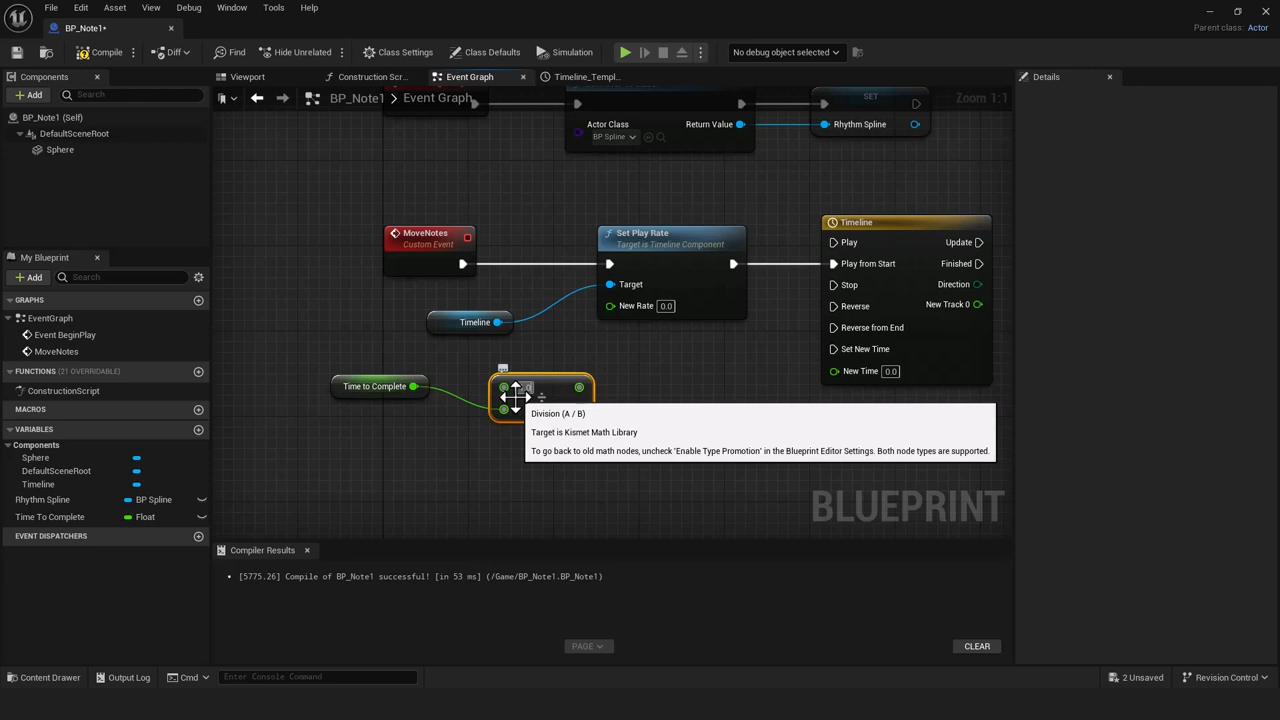 File Edit Asset View Debug Window Tools Help
BP_Note1•
Parent class: Actor
Compile Diff Find Hide Unrelated Class Settings Class Defaults Simulation No debug object selected
Components
Viewport Construction Scr... Event Graph Timeline_Templ... Details
Add Search
BP_Note1 > Event Graph Zoom 1:1
BP_Note1 (Self)
DefaultSceneRoot
Sphere
SET
Actor Class
BP Spline
Return Value
Rhythm Spline
MoveNotes
Custom Event
Set Play Rate
Target is Timeline Component
Target
New Rate 0.0
Timeline
Play Update
Play from Start Finished
Stop Direction
Reverse New Track 0
Reverse from End
Set New Time
New Time 0.0
Timeline
Time to Complete
÷
Division (A / B)
Target is Kismet Math Library
To go back to old math nodes, uncheck 'Enable Type Promotion' in the Blueprint Editor Settings. Both node types are supported.
BLUEPRINT
My Blueprint
Add Search
GRAPHS
EventGraph
Event BeginPlay
MoveNotes
FUNCTIONS (21 OVERRIDABLE)
ConstructionScript
MACROS
VARIABLES
Components
Sphere
DefaultSceneRoot
Timeline
Rhythm Spline BP Spline
Time To Complete Float
EVENT DISPATCHERS
Compiler Results
[5775.26] Compile of BP_Note1 successful! [in 53 ms] (/Game/BP_Note1.BP_Note1)
PAGE
CLEAR
Content Drawer Output Log Cmd Enter Console Command 2 Unsaved Revision Control